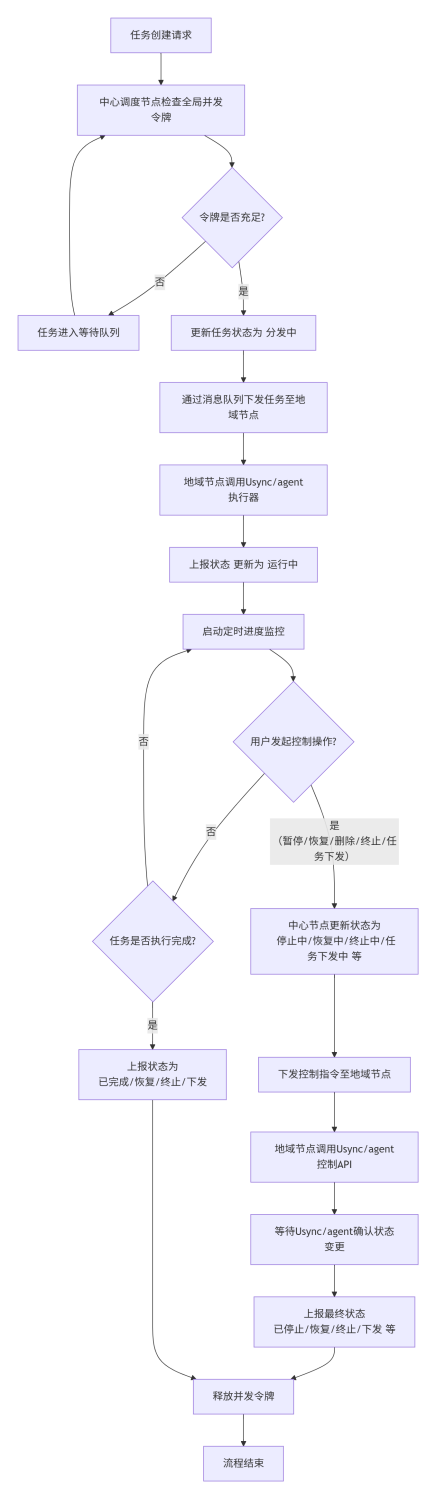 任务创建请求
中心调度节点检查全局并发
令牌
令牌是否充足?
否
是
任务进入等待队列
更新任务状态为 分发中
通过消息队列下发任务至地
域节点
地域节点调用Usync/agent
执行器
上报状态 更新为 运行中
启动定时进度监控
否
用户发起控制操作?
否
是
（暂停/恢复/删除/终止/任
务下发）
任务是否执行完成?
中心节点更新状态为
停止中/恢复中/终止中/任
务下发中 等
是
上报状态为
已完成/恢复/终止/下发
下发控制指令至地域节点
地域节点调用Usync/agent
控制API
等待Usync/agent确认状态
变更
上报最终状态
已停止/恢复/终止/下发 等
释放并发令牌
流程结束